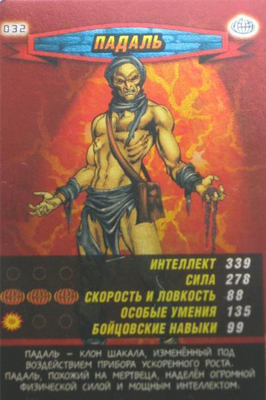 032
ПАДАЛЬ
ИНТЕЛЛЕКТ 339
СИЛА 278
СКОРОСТЬ И ЛОВКОСТЬ 88
ОСОБЫЕ УМЕНИЯ 135
БОЙЦОВСКИЕ НАВЫКИ 99
ПАДАЛЬ – КЛОН ШАКАЛА, ИЗМЕНЁННЫЙ ПОД
ВОЗДЕЙСТВИЕМ ПРИБОРА УСКОРЕННОГО РОСТА.
ПАДАЛЬ, ПОХОЖИЙ НА МЕРТВЕЦА, НАДЕЛЁН ОГРОМНОЙ
ФИЗИЧЕСКОЙ СИЛОЙ И МОЩНЫМ ИНТЕЛЛЕКТОМ.